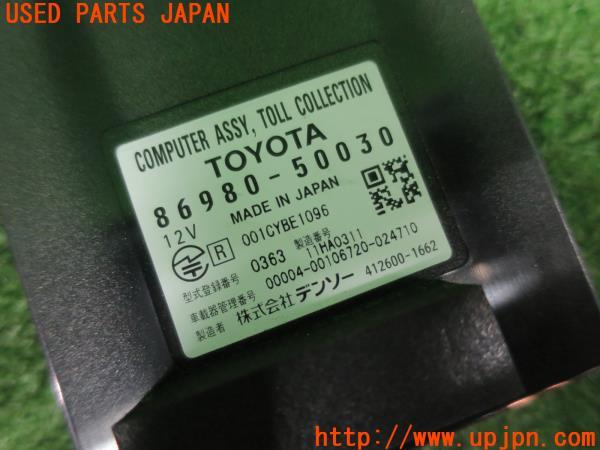 USED PARTS JAPAN
COMPUTER ASSY, TOLL COLLECTION
TOYOTA
86980-50030
MADE IN JAPAN
12V
R 001CYBE1096
型式登録番号 0363 製造番号 11HA0311
車載器管理番号 00004-00106720-024710
製造者 株式会社デンソー 412600-1662
http://www.upjpn.com/